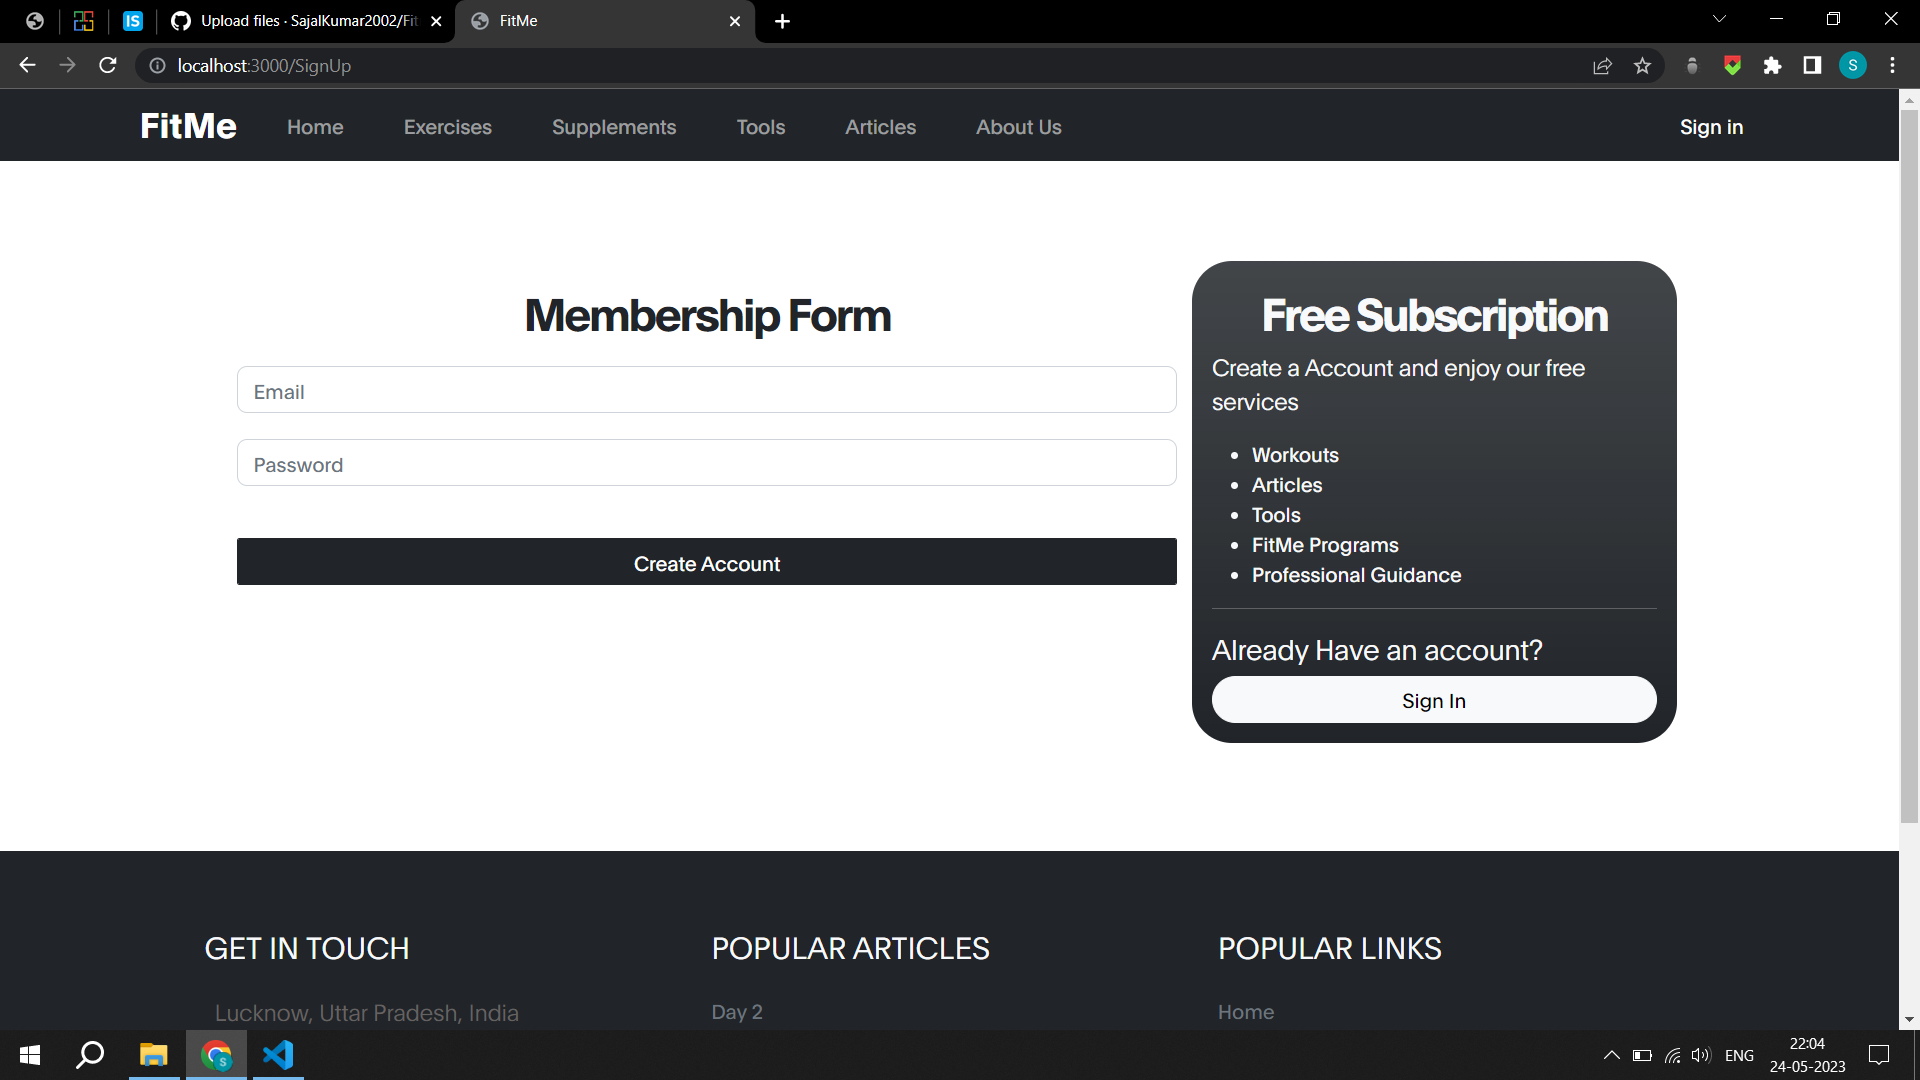 IS
Upload files · SajalKumar2002/Fit
FitMe
localhost:3000/SignUp
S
FitMe
Home
Exercises
Supplements
Tools
Articles
About Us
Sign in
Membership Form
Email
Password
Create Account
Free Subscription
Create a Account and enjoy our free
services
Workouts
Articles
Tools
FitMe Programs
Professional Guidance
Already Have an account?
Sign In
GET IN TOUCH
Lucknow, Uttar Pradesh, India
POPULAR ARTICLES
Day 2
POPULAR LINKS
Home
S
ENG
22:04
24-05-2023